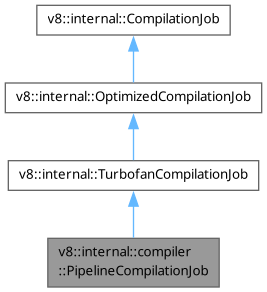 v8::internal::CompilationJob
v8::internal::OptimizedCompilationJob
v8::internal::TurbofanCompilationJob
v8::internal::compiler
::PipelineCompilationJob